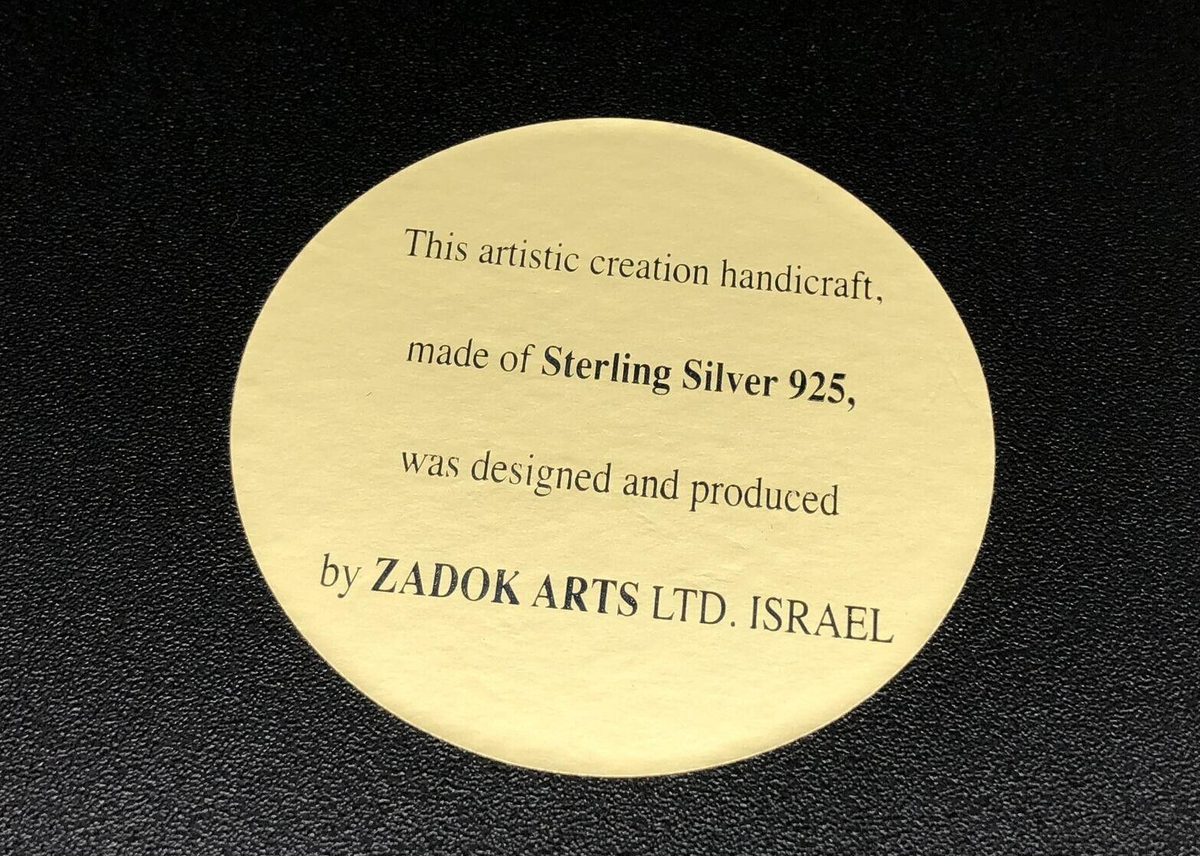 This artistic creation handicraft,
made of Sterling Silver 925,
was designed and produced
by ZADOK ARTS LTD. ISRAEL